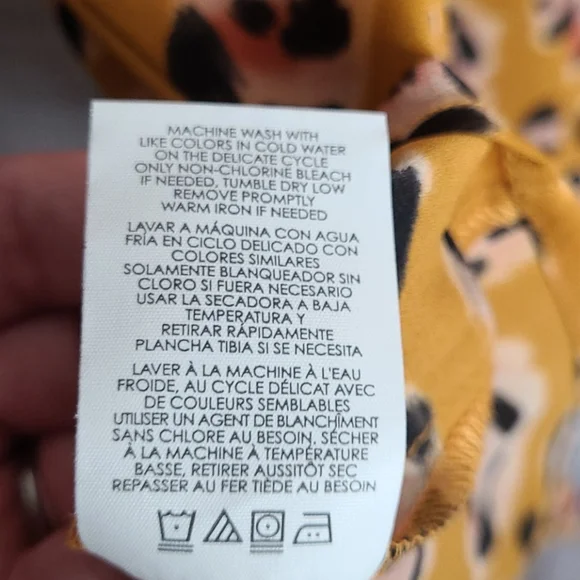 MACHINE WASH WITH
LIKE COLORS IN COLD WATER
ON THE DELICATE CYCLE
ONLY NON-CHLORINE BLEACH
IF NEEDED, TUMBLE DRY LOW
REMOVE PROMPTLY
WARM IRON IF NEEDED
LAVAR A MÁQUINA CON AGUA
FRÍA EN CICLO DELICADO CON
COLORES SIMILARES
SOLAMENTE BLANQUEADOR SIN
CLORO SI FUERA NECESARIO
USAR LA SECADORA A BAJA
TEMPERATURA Y
RETIRAR RÁPIDAMENTE
PLANCHA TIBIA SI SE NECESITA
LAVER À LA MACHINE À L'EAU
FROIDE, AU CYCLE DÉLICAT AVEC
DE COULEURS SEMBLABLES
UTILISER UN AGENT DE BLANCHÎMENT
SANS CHLORE AU BESOIN, SÉCHER
À LA MACHINE À TEMPÉRATURE
BASSE, RETIRER AUSSITÔT SEC
REPASSER AU FER TIÈDE AU BESOIN